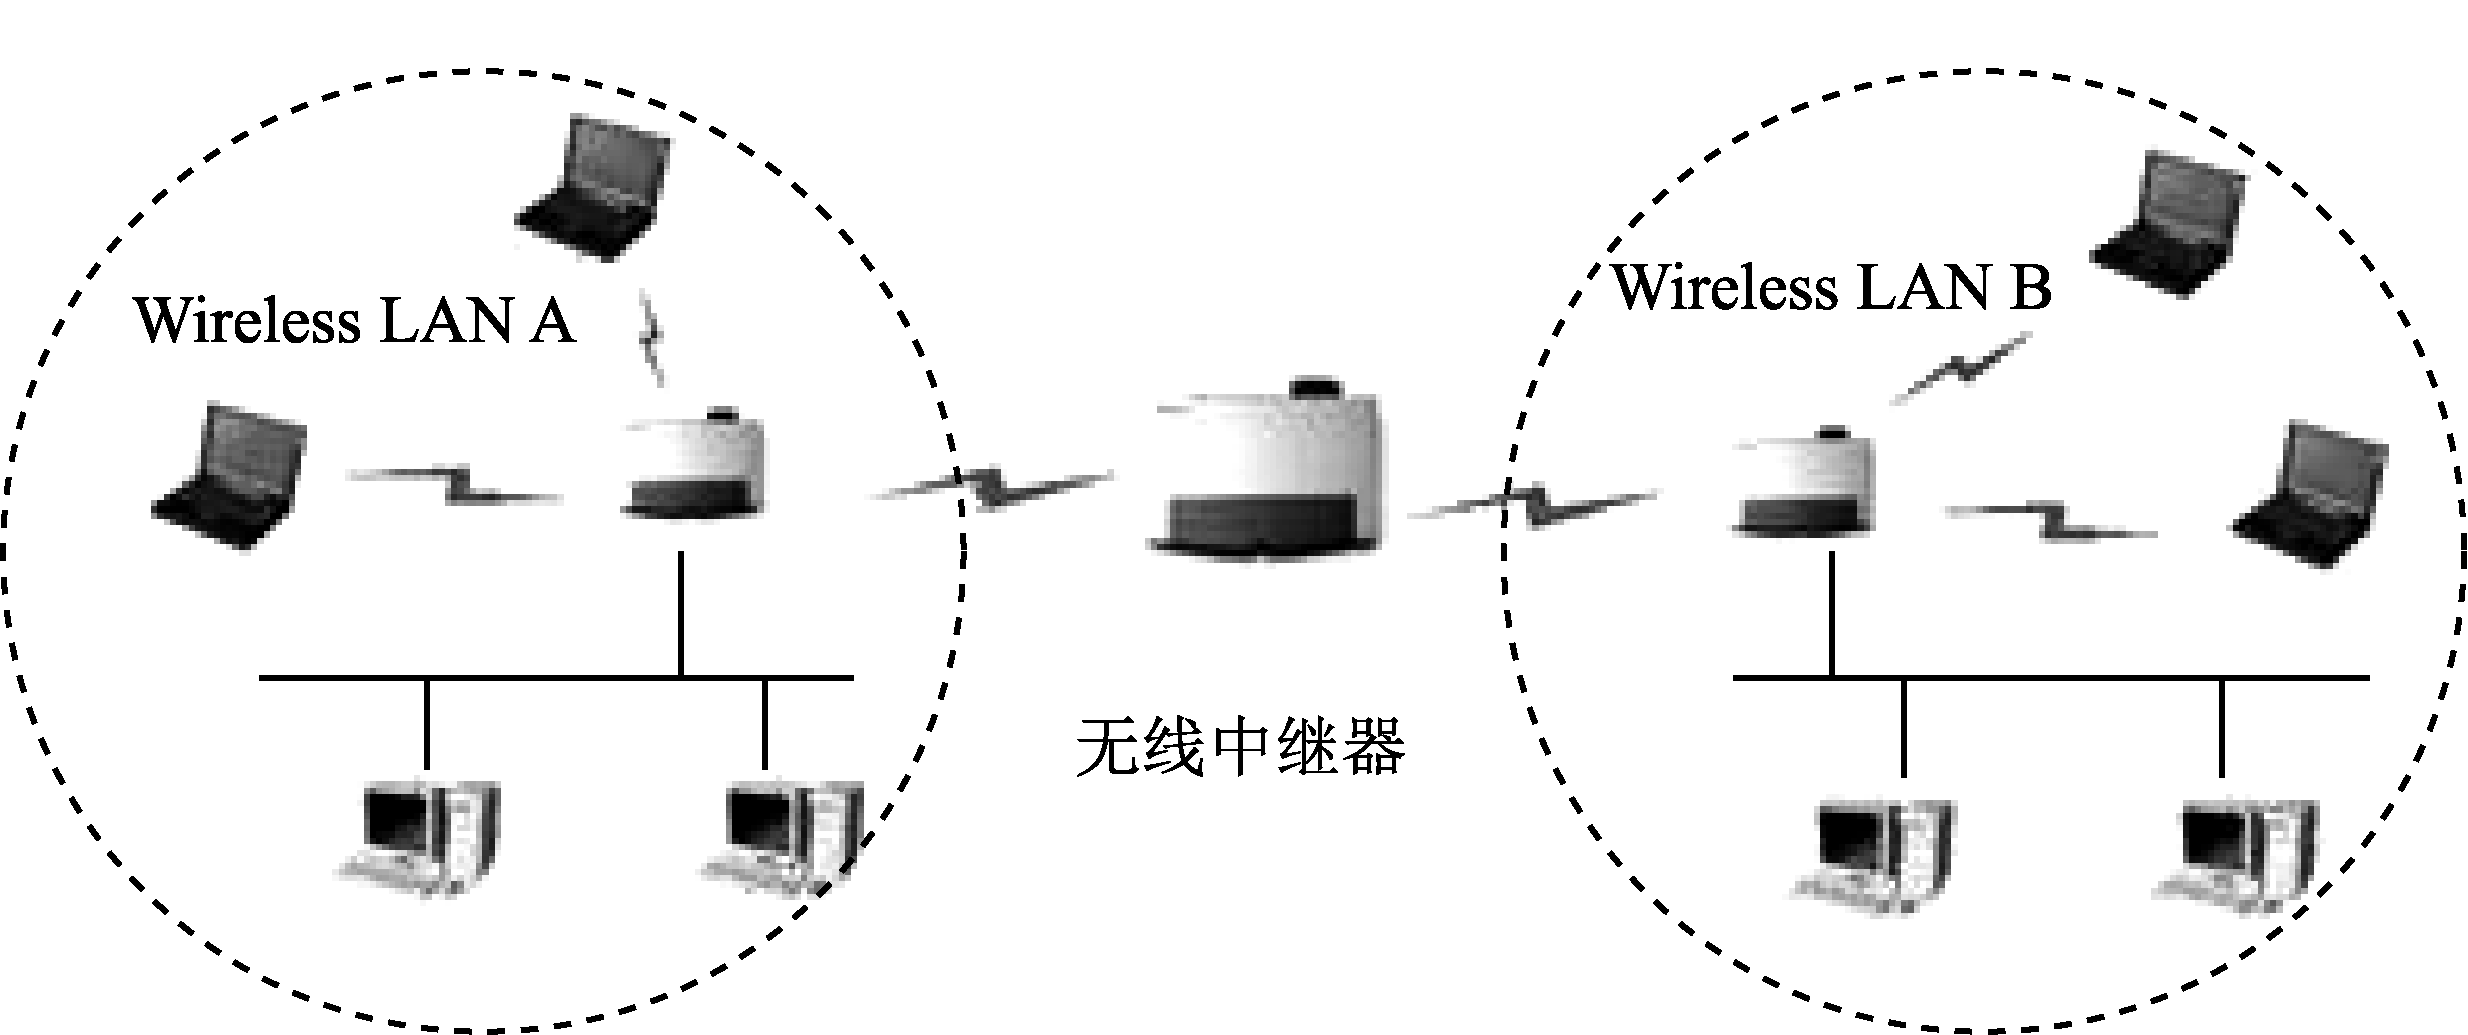 Wireless LAN A
Wireless LAN B
无线中继器